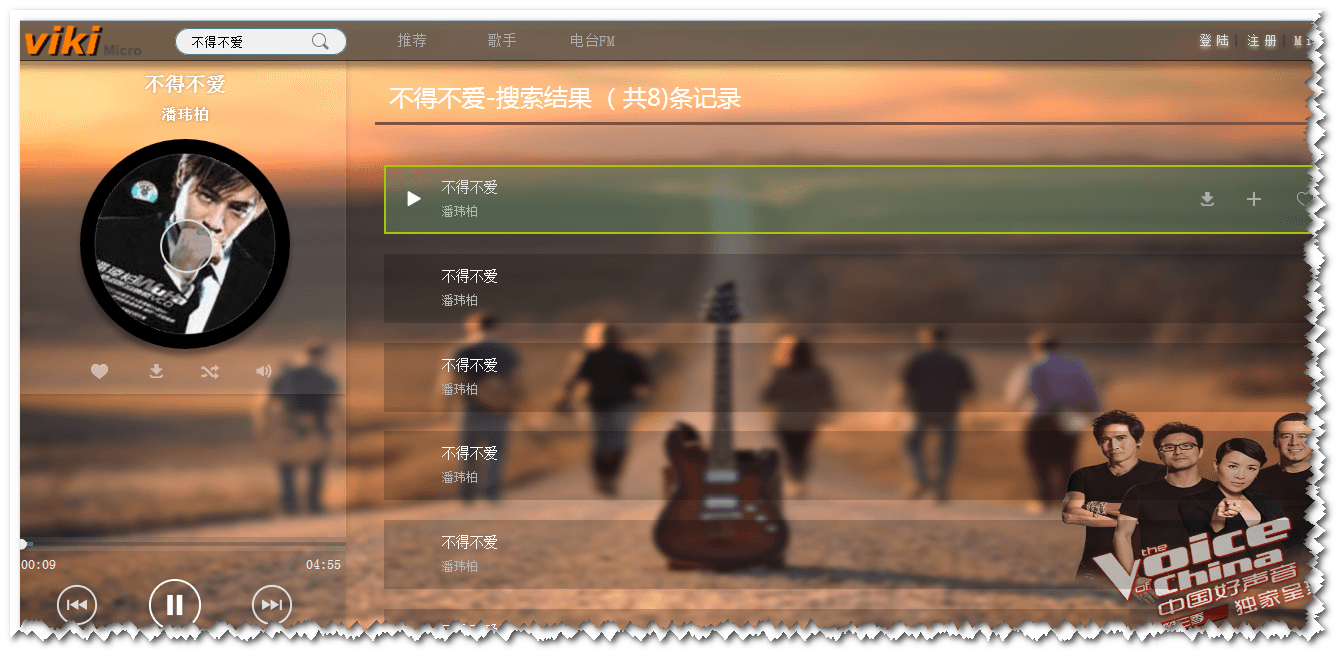 viki Micro
不得不爱
推荐
歌手
电台FM
登 陆
注 册
不得不爱
潘玮柏
不得不爱-搜索结果 ( 共8)条记录
不得不爱
潘玮柏
不得不爱
潘玮柏
不得不爱
潘玮柏
不得不爱
潘玮柏
不得不爱
潘玮柏
the
Voice
of China
中国好声音
独家呈
00:09
04:55